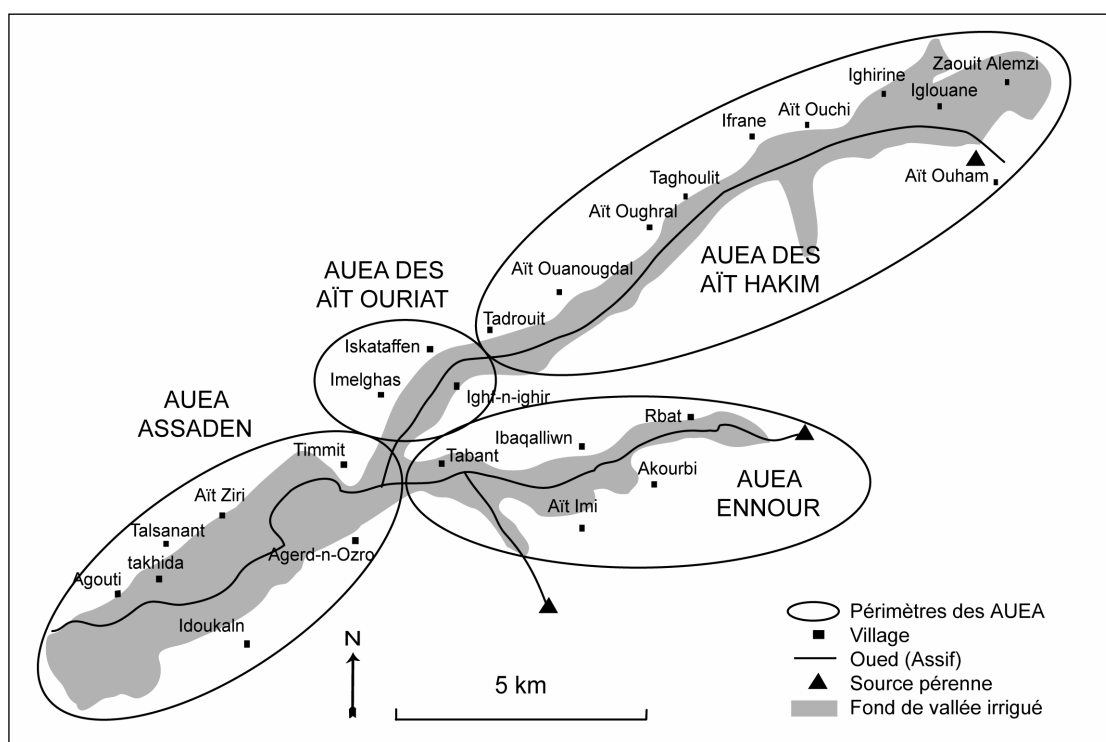 Zaouit Alemzi
Ighirine
Iglouane
Aït Ouchi
Ifrane
Aït Ouham
Taghoulit
Aït Oughral
AUEA DES
AÏT HAKIM
AUEA DES
AÏT OURIAT
Aït Ouanougdal
Tadrouit
Iskataffen
Imelghas
Ighf-n-ighir
AUEA
ASSADEN
Rbat
Ibaqalliwn
Timmit
Tabant
Akourbi
AUEA
ENNOUR
Aït Ziri
Aït Imi
Talsanant
Agerd-n-Ozro
takhida
Agouti
Idoukaln
N
5 km
Périmètres des AUEA
Village
Oued (Assif)
Source pérenne
Fond de vallée irrigué